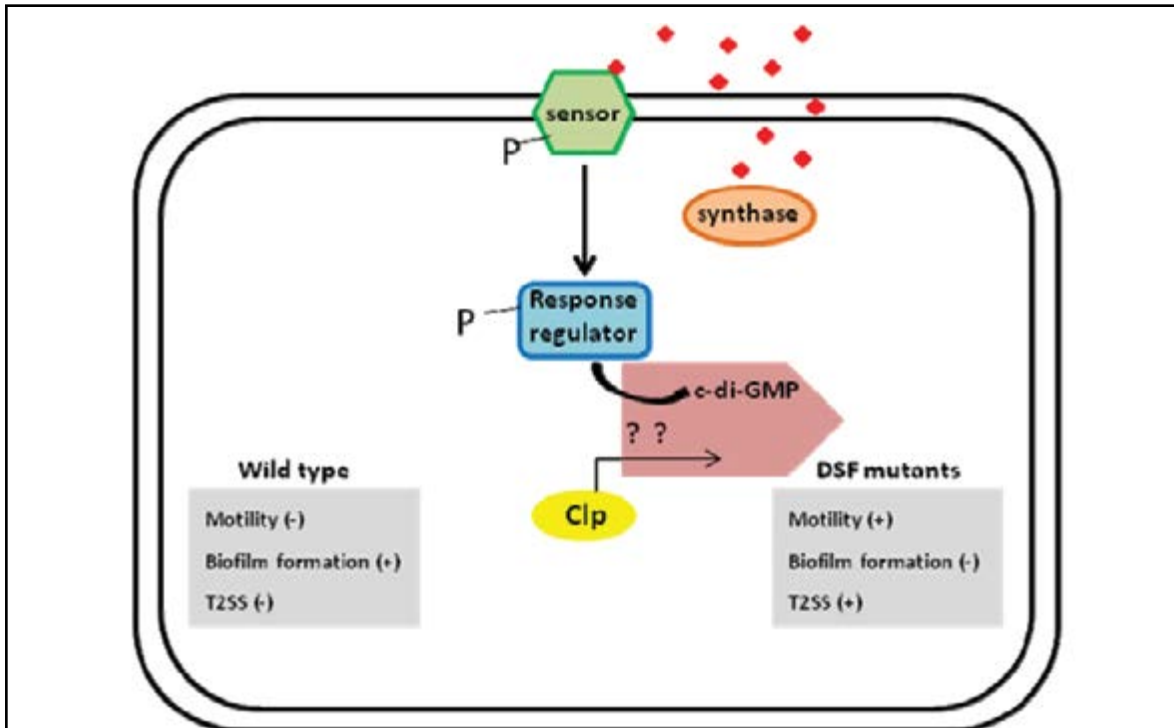 sensor
P
synthase
Response
regulator
P
c-di-GMP
? ?
Clp
Wild type
Motility (-)
Biofilm formation (+)
T2SS (-)
DSF mutants
Motility (+)
Biofilm formation (-)
T2SS (+)